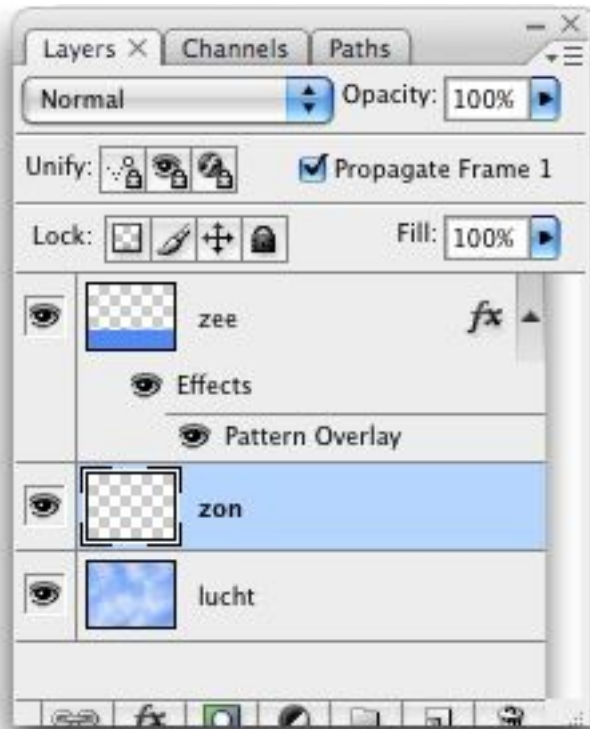 Layers Channels Paths
Normal Opacity: 100%
Unify: Propagate Frame 1
Lock: Fill: 100%
zee fx
Effects
Pattern Overlay
zon
lucht
fx